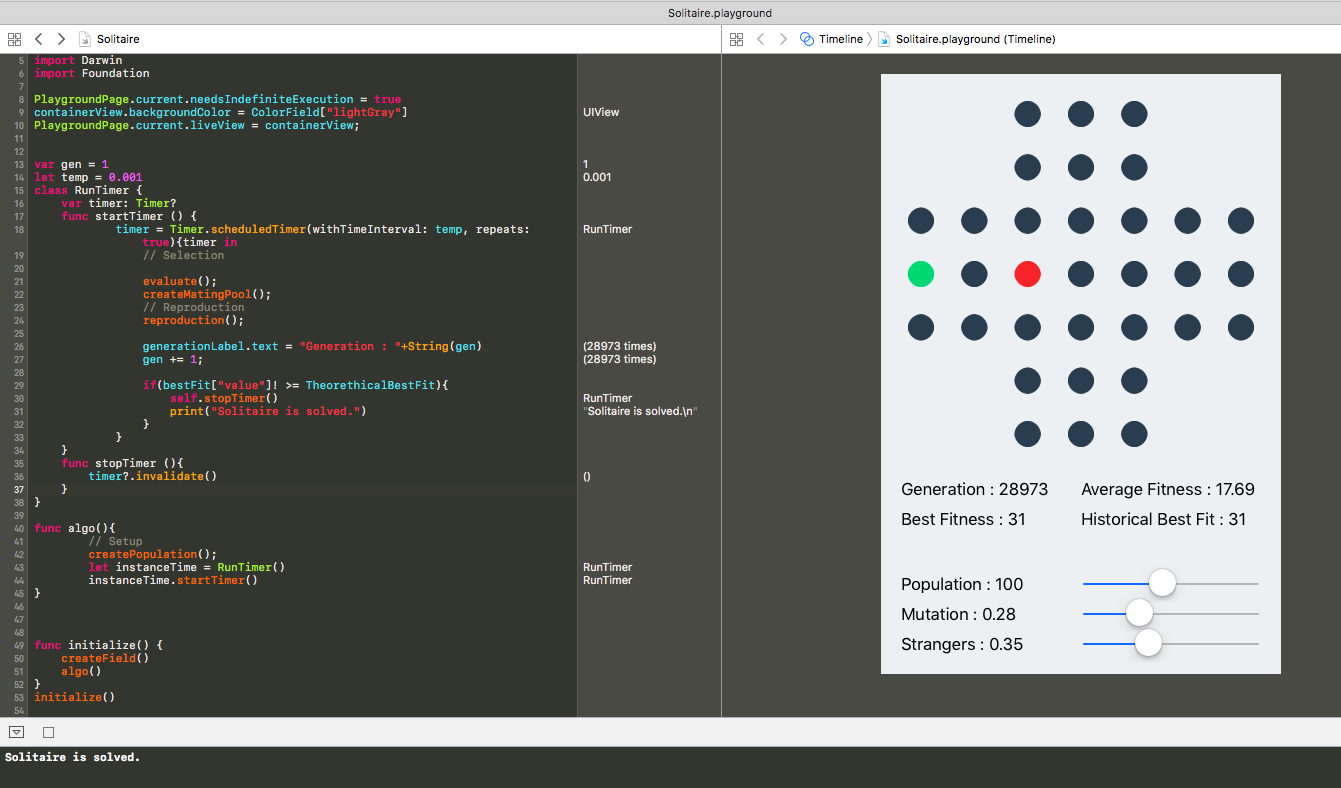 Solitaire.playground
Solitaire
Timeline
Solitaire.playground (Timeline)
5 import Darwin
6 import Foundation
7
8 PlaygroundPage.current.needsIndefiniteExecution = true
9 containerView.backgroundColor = ColorField["lightGray"]
UIView
10 PlaygroundPage.current.liveView = containerView;
11
12
13 var gen = 1
1
14 let temp = 0.001
0.001
15 class RunTimer {
16 var timer: Timer?
17 func startTimer () {
18 timer = Timer.scheduledTimer(withTimeInterval: temp, repeats:
RunTimer
true){timer in
19 // Selection
20
21 evaluate();
22 createMatingPool();
23 // Reproduction
24 reproduction();
25
26 generationLabel.text = "Generation : "+String(gen)
(28973 times)
27 gen += 1;
(28973 times)
28
29 if(bestFit["value"]! >= TheorethicalBestFit){
30 self.stopTimer()
RunTimer
31 print("Solitaire is solved.")
"Solitaire is solved.\n"
32 }
33 }
34 }
35 func stopTimer (){
36 timer?.invalidate()
()
37 }
38 }
39
40 func algo(){
41 // Setup
42 createPopulation();
43 let instanceTime = RunTimer()
RunTimer
44 instanceTime.startTimer()
RunTimer
45 }
46
47
48
49 func initialize() {
50 createField()
51 algo()
52 }
53 initialize()
54
Generation : 28973
Average Fitness : 17.69
Best Fitness : 31
Historical Best Fit : 31
Population : 100
Mutation : 0.28
Strangers : 0.35
Solitaire is solved.